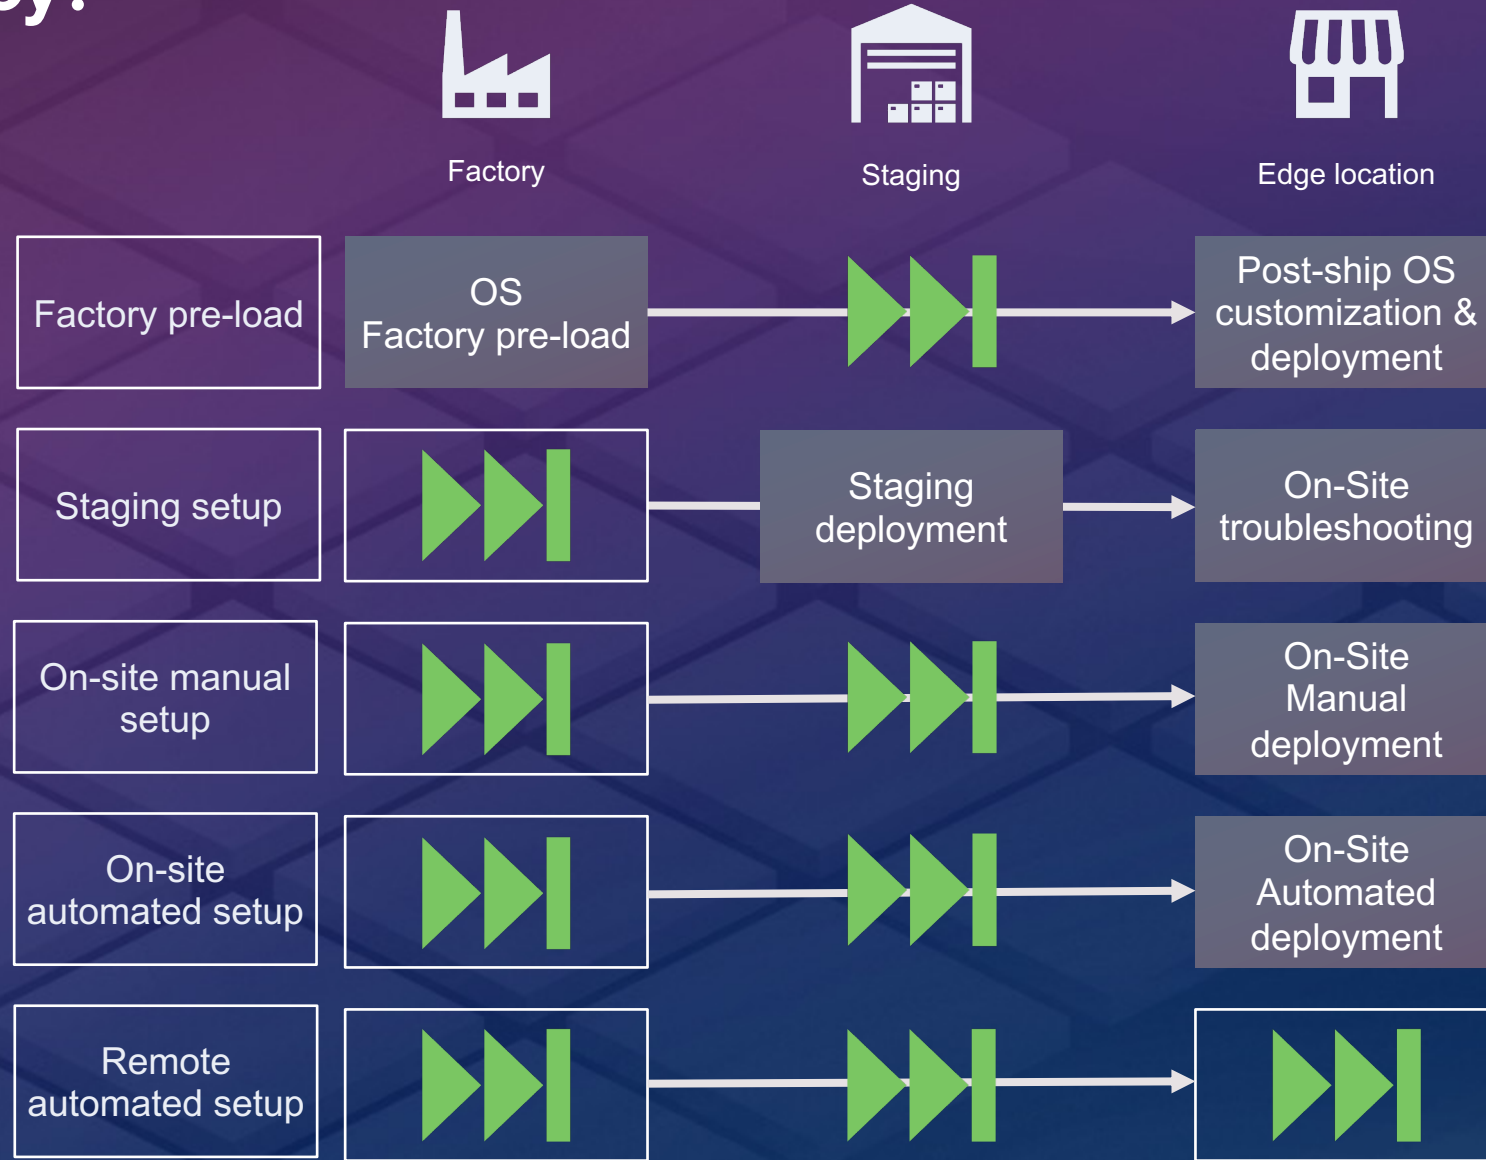 Factory
Staging
Edge location
Factory pre-load
OS
Factory pre-load
Post-ship OS
customization &
deployment
Staging setup
Staging
deployment
On-Site
troubleshooting
On-site manual
setup
On-Site
Manual
deployment
On-site
automated setup
On-Site
Automated
deployment
Remote
automated setup